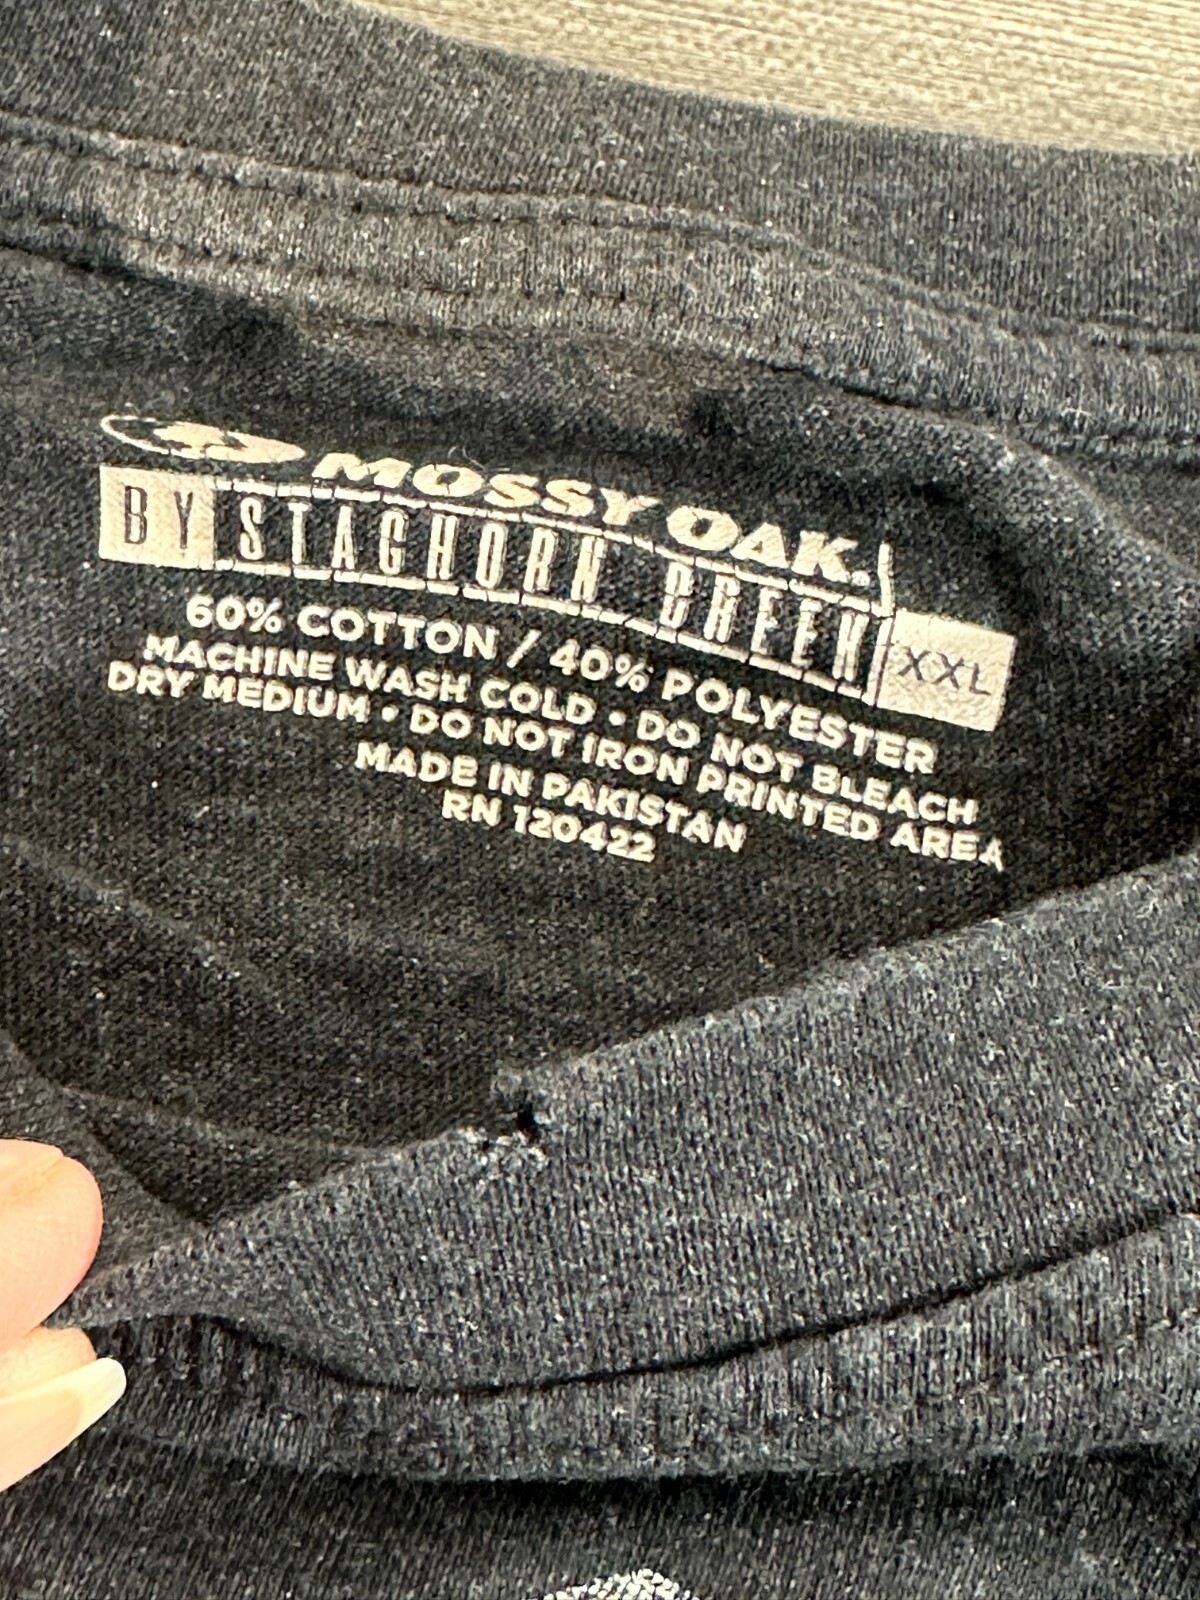 MOSSY OAK.
BY STAGHORN CREEK XXL
60% COTTON / 40% POLYESTER
MACHINE WASH COLD • DO NOT BLEACH
DRY MEDIUM • DO NOT IRON PRINTED AREA
MADE IN PAKISTAN
RN 120422